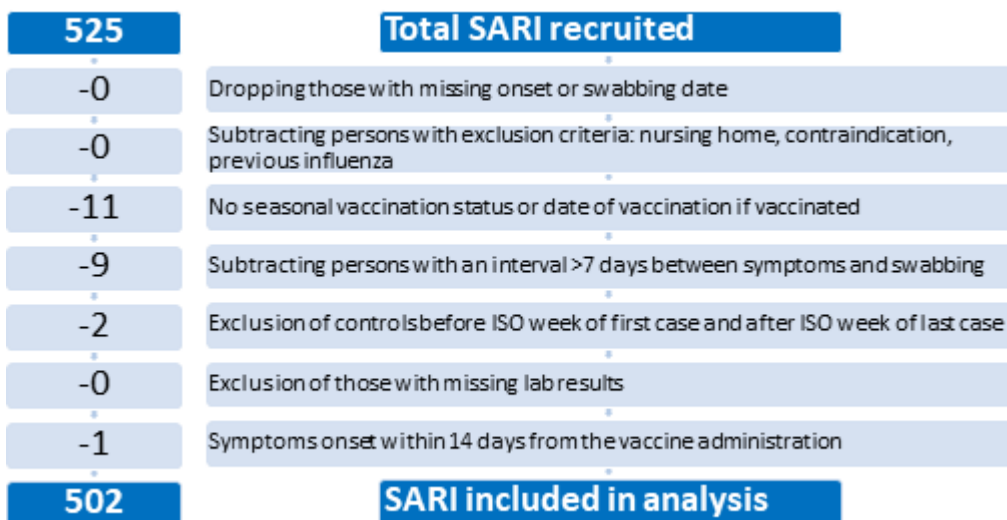 525 Total SARI recruited
-0 Dropping those with missing onset or swabbing date
-0 Subtracting persons with exclusion criteria: nursing home, contraindication,
previous influenza
-11 No seasonal vaccination status or date of vaccination if vaccinated
-9 Subtracting persons with an interval >7 days between symptoms and swabbing
-2 Exclusion of controls before ISO week of first case and after ISO week of last case
-0 Exclusion of those with missing lab results
-1 Symptoms onset within 14 days from the vaccine administration
502 SARI included in analysis